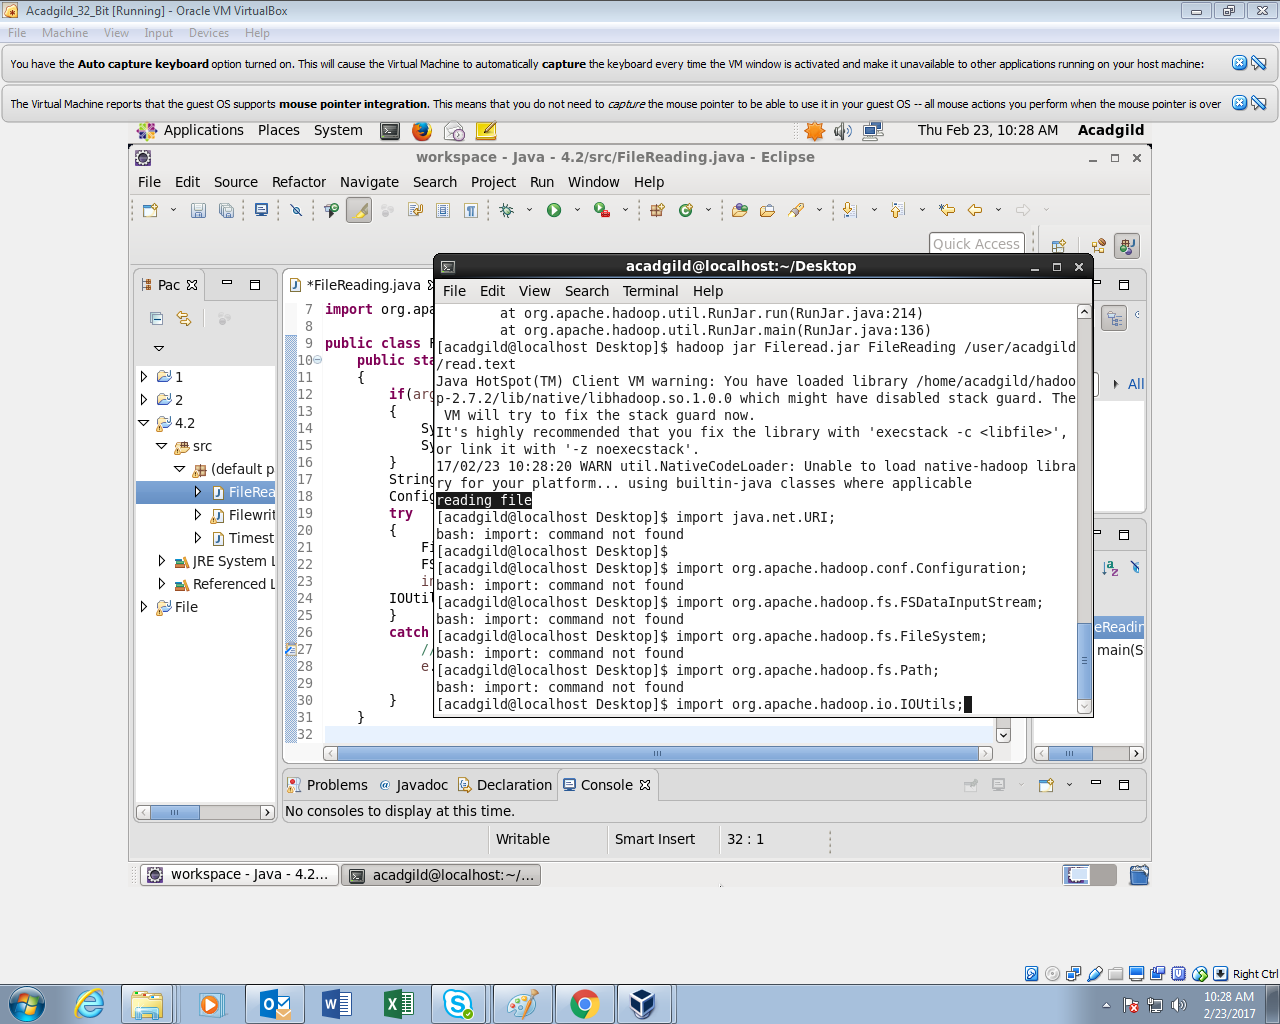 Acadgild_32_Bit [Running] - Oracle VM VirtualBox
File Machine View Input Devices Help
You have the Auto capture keyboard option turned on. This will cause the Virtual Machine to automatically capture the keyboard every time the VM window is activated and make it unavailable to other applications running on your host machine:
The Virtual Machine reports that the guest OS supports mouse pointer integration. This means that you do not need to capture the mouse pointer to be able to use it in your guest OS -- all mouse actions you perform when the mouse pointer is over
Applications Places System Thu Feb 23, 10:28 AM Acadgild
workspace - Java - 4.2/src/FileReading.java - Eclipse
File Edit Source Refactor Navigate Search Project Run Window Help
Quick Access
Pac
1
2
4.2
src
(default p
FileRea
Filewrit
Timest
JRE System L
Referenced L
File
*FileReading.java
7 import org.apa
8
9 public class F
10 public sta
11 {
12 if(arg
13 {
14 Sy
15 Sy
16 }
17 String
18 Config
19 try
20 {
21 Fi
22 FS
23 in
24 IOUtil
25 }
26 catch
27 //
28 e.
29
30 }
31 }
32
acadgild@localhost:~/Desktop
File Edit View Search Terminal Help
at org.apache.hadoop.util.RunJar.run(RunJar.java:214)
at org.apache.hadoop.util.RunJar.main(RunJar.java:136)
[acadgild@localhost Desktop]$ hadoop jar Fileread.jar FileReading /user/acadgild
/read.text
Java HotSpot(TM) Client VM warning: You have loaded library /home/acadgild/hadoo
p-2.7.2/lib/native/libhadoop.so.1.0.0 which might have disabled stack guard. The
VM will try to fix the stack guard now.
It's highly recommended that you fix the library with 'execstack -c <libfile>',
or link it with '-z noexecstack'.
17/02/23 10:28:20 WARN util.NativeCodeLoader: Unable to load native-hadoop libra
ry for your platform... using builtin-java classes where applicable
reading file
[acadgild@localhost Desktop]$ import java.net.URI;
bash: import: command not found
[acadgild@localhost Desktop]$
[acadgild@localhost Desktop]$ import org.apache.hadoop.conf.Configuration;
bash: import: command not found
[acadgild@localhost Desktop]$ import org.apache.hadoop.fs.FSDataInputStream;
bash: import: command not found
[acadgild@localhost Desktop]$ import org.apache.hadoop.fs.FileSystem;
bash: import: command not found
[acadgild@localhost Desktop]$ import org.apache.hadoop.fs.Path;
bash: import: command not found
[acadgild@localhost Desktop]$ import org.apache.hadoop.io.IOUtils;
All
eReadin
main(S
Problems Javadoc Declaration Console
No consoles to display at this time.
Writable Smart Insert 32 : 1
workspace - Java - 4.2... acadgild@localhost:~/...
Right Ctrl
10:28 AM
2/23/2017